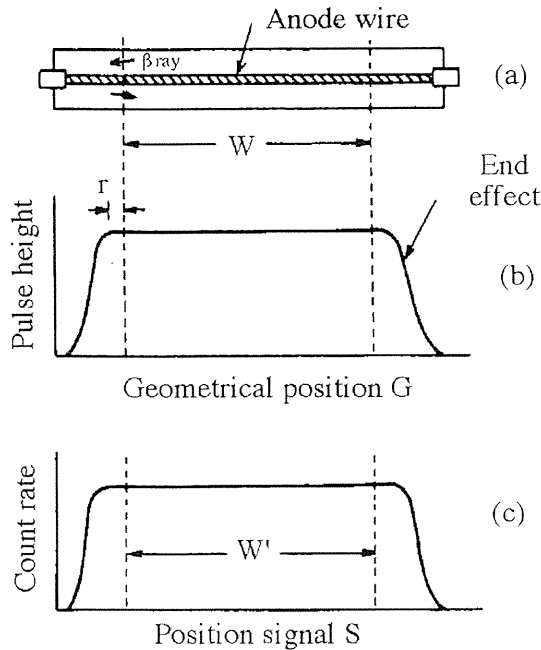 Anode wire
β ray
(a)
W
r
End
effect
Pulse height
(b)
Geometrical position G
Count rate
W'
(c)
Position signal S